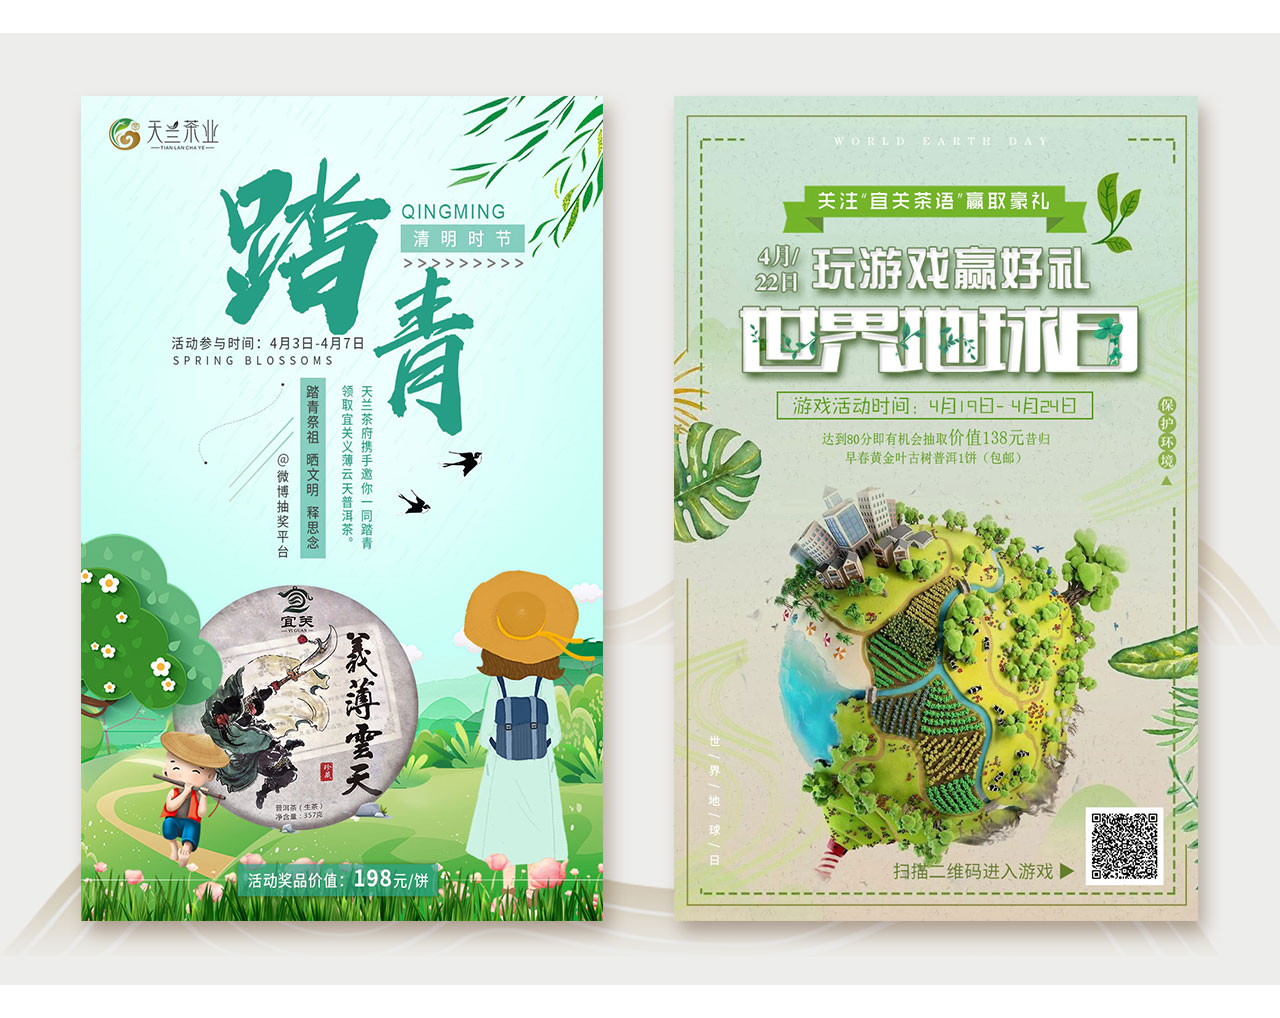 天兰茶业
TIAN LAN CHA YE
踏青
QINGMING
清明时节
>>>>>>>>>
活动参与时间：4月3日-4月7日
SPRING BLOSSOMS
天兰茶府携手邀你一同踏青
领取宜关义薄云天普洱茶。
踏青祭祖 晒文明 释思念
@微博抽奖平台
宜关
YI GUAN
義薄雲天
珍藏
普洱茶（生茶）
净含量：357克
活动奖品价值：198元/饼
WORLD EARTH DAY
关注“宜关茶语”赢取豪礼
4月/
22日
玩游戏赢好礼
世界地球日
游戏活动时间：4月19日-4月24日
达到80分即有机会抽取价值138元昔归
早春黄金叶古树普洱1饼（包邮）
保护环境
世/界/地/球/日
扫描二维码进入游戏